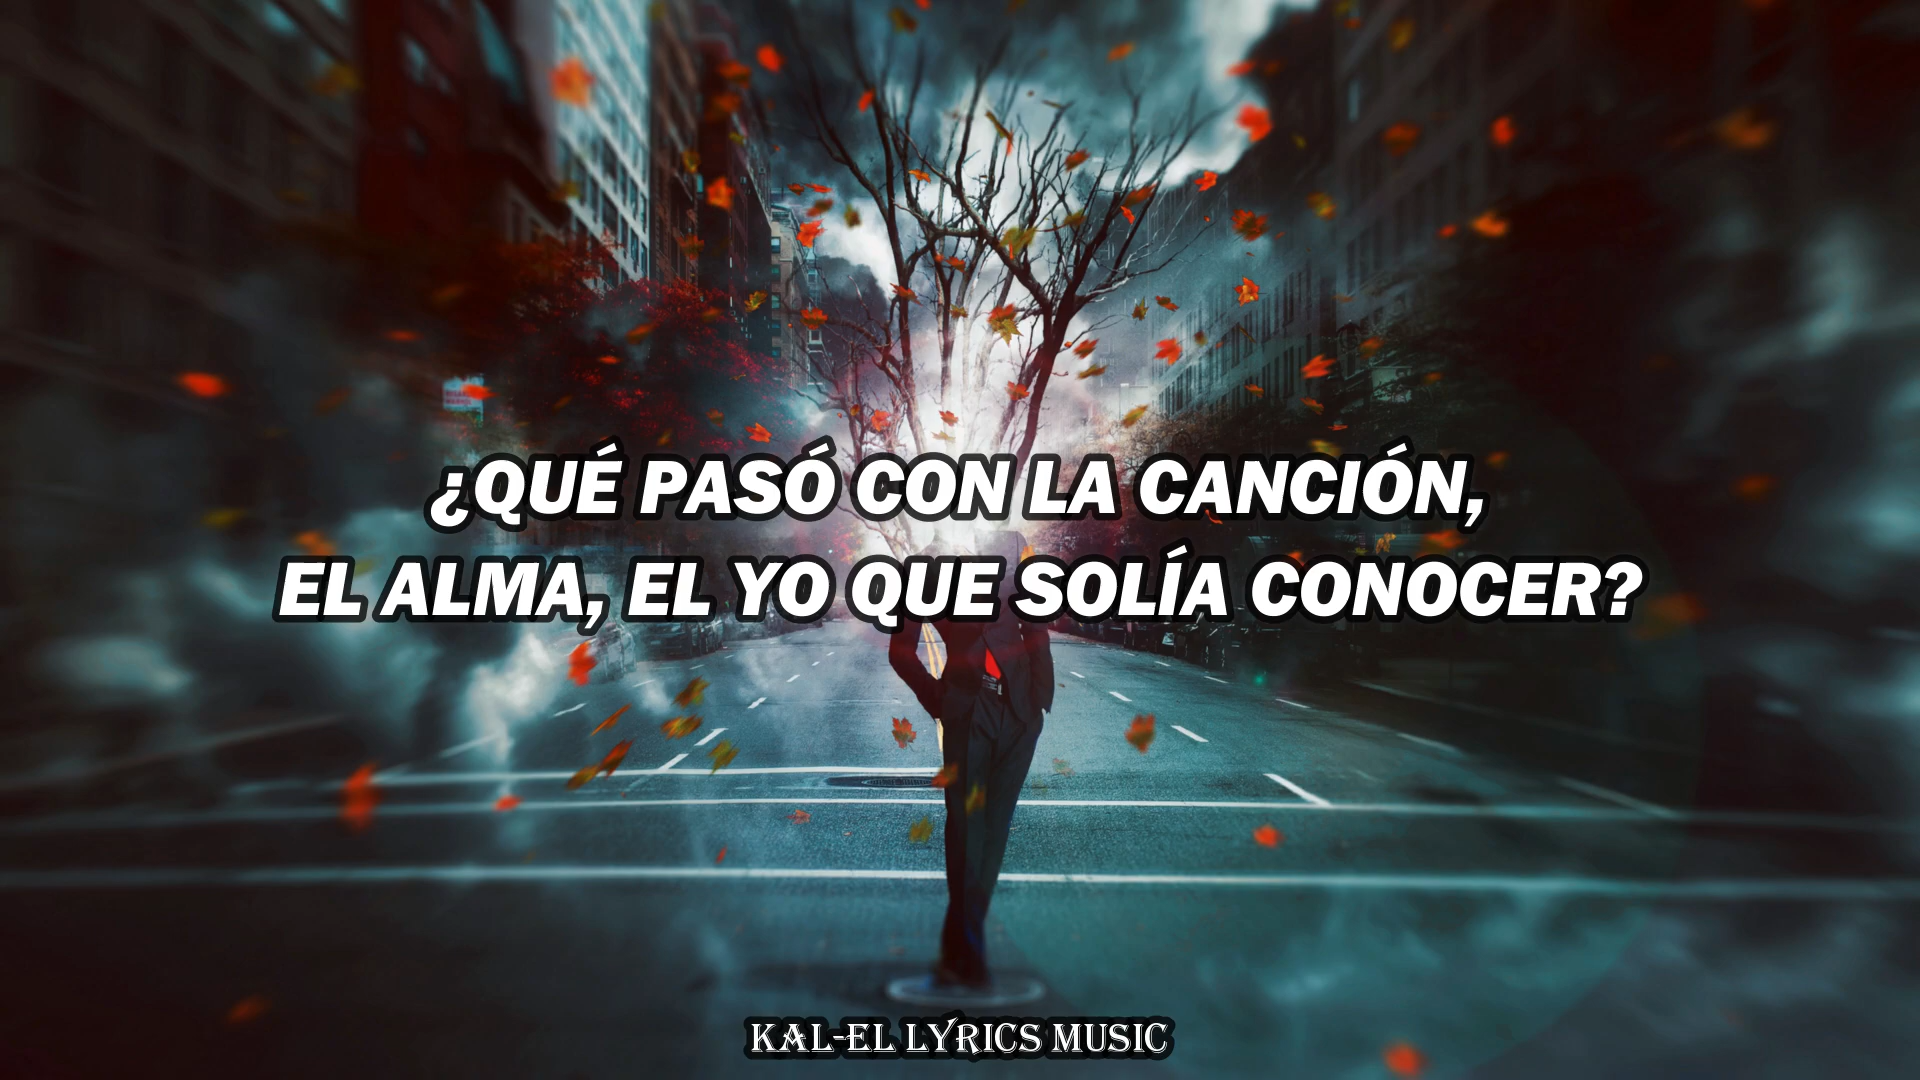 ¿QUÉ PASÓ CON LA CANCIÓN,
EL ALMA, EL YO QUE SOLÍA CONOCER?
KAL-EL LYRICS MUSIC